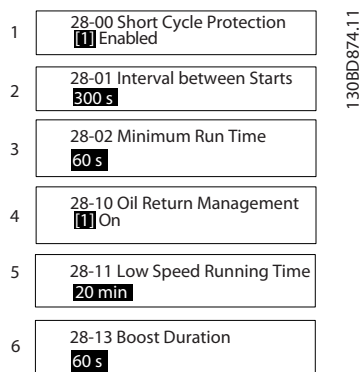 1
28-00 Short Cycle Protection
[1] Enabled
2
28-01 Interval between Starts
300 s
3
28-02 Minimum Run Time
60 s
4
28-10 Oil Return Management
[1] On
5
28-11 Low Speed Running Time
20 min
6
28-13 Boost Duration
60 s
130BD874.11